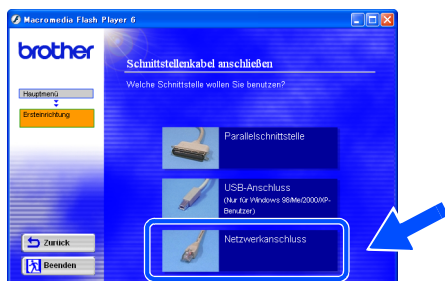 Macromedia Flash Player 6
brother
Schnittstellenkabel anschließen
Welche Schnittstelle wollen Sie benutzen?
Hauptmenü
Ersteinrichtung
Parallelschnittstelle
USB-Anschluss
(Nur für Windows 98/Me/2000/XP-
Benutzer)
Netzwerkanschluss
Zurück
Beenden